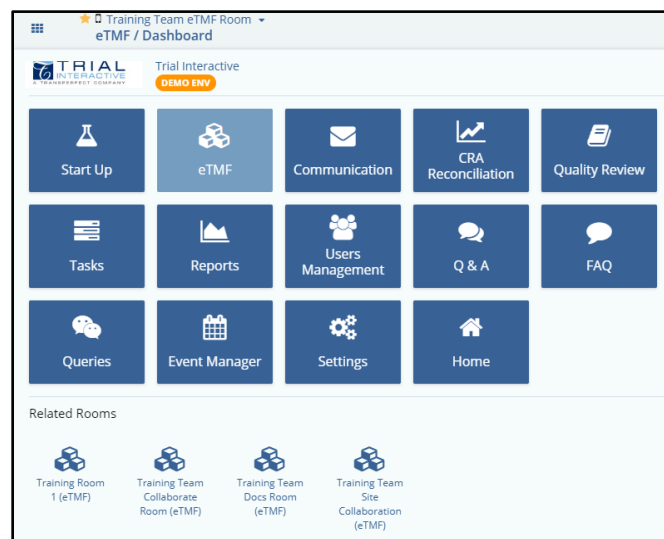 Training Team eTMF Room
eTMF / Dashboard
TRIAL
INTERACTIVE
A TRANSPERFECT COMPANY
Trial Interactive
DEMO ENV
Start Up
eTMF
Communication
CRA
Reconciliation
Quality Review
Tasks
Reports
Users
Management
Q & A
FAQ
Queries
Event Manager
Settings
Home
Related Rooms
Training Room
1 (eTMF)
Training Team
Collaborate
Room (eTMF)
Training Team
Docs Room
(eTMF)
Training Team
Site
Collaboration
(eTMF)